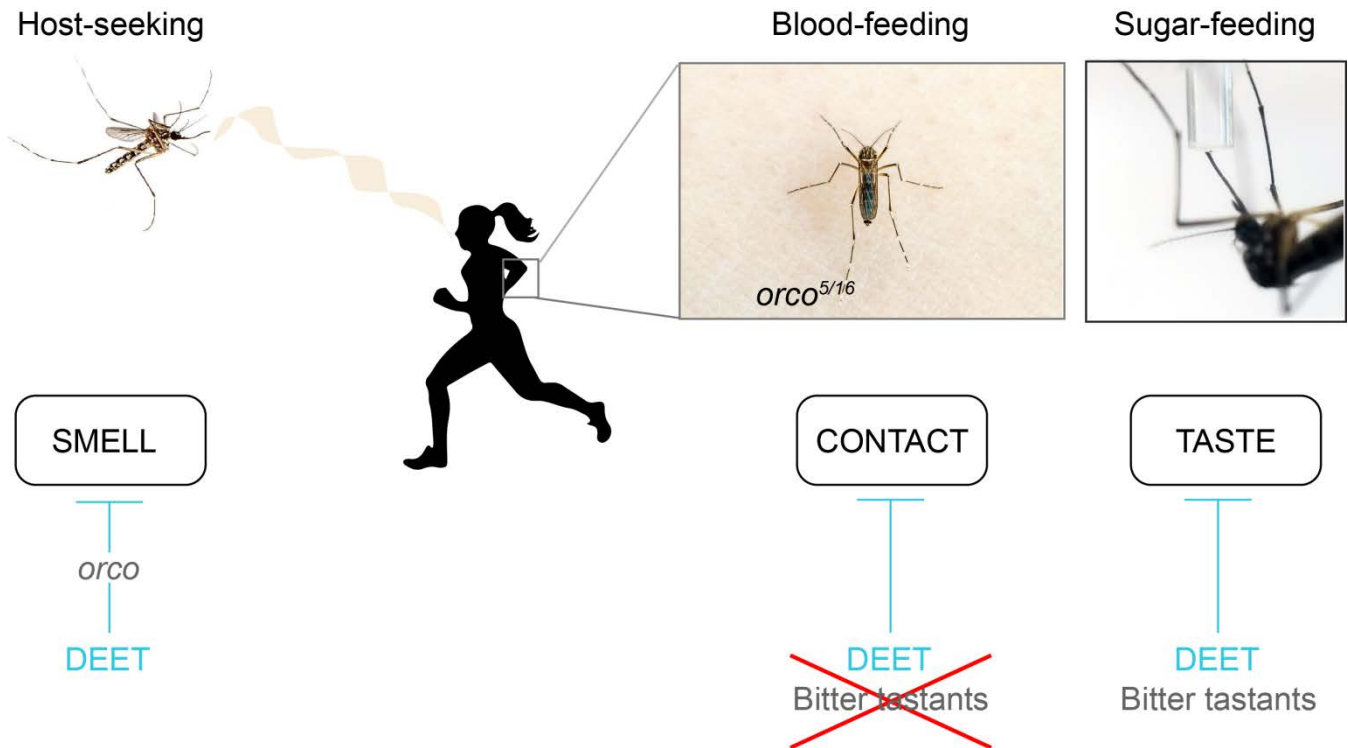 Host-seeking
Blood-feeding
Sugar-feeding
orco5/16
SMELL
CONTACT
TASTE
orco
DEET
DEET
DEET
Bitter tastants
Bitter tastants